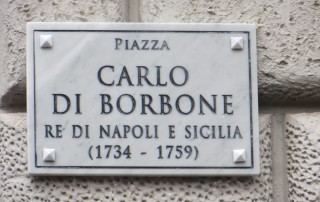 PIAZZA
CARLO
DI BORBONE
RE DI NAPOLI E SICILIA
(1734 - 1759)